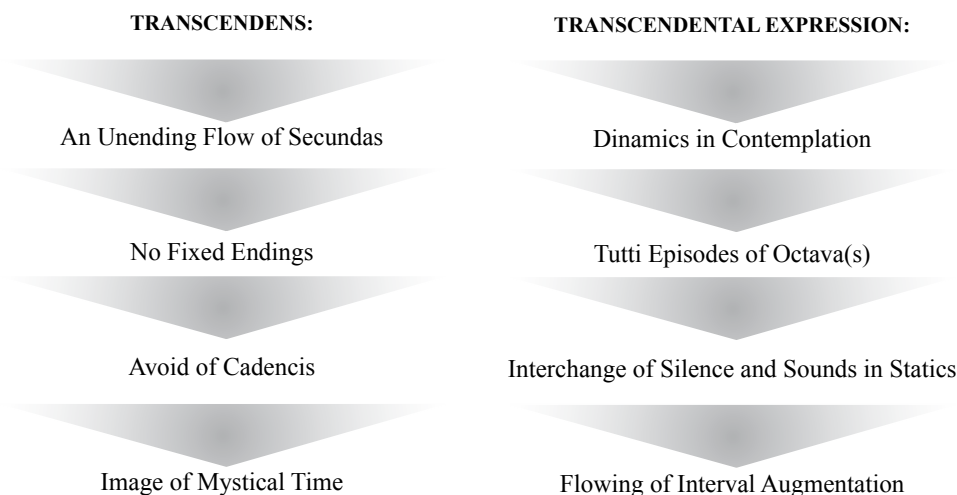 TRANSCENDENS:
An Unending Flow of Secundas
No Fixed Endings
Avoid of Cadencis
Image of Mystical Time
TRANSCENDENTAL EXPRESSION:
Dinamics in Contemplation
Tutti Episodes of Octava(s)
Interchange of Silence and Sounds in Statics
Flowing of Interval Augmentation